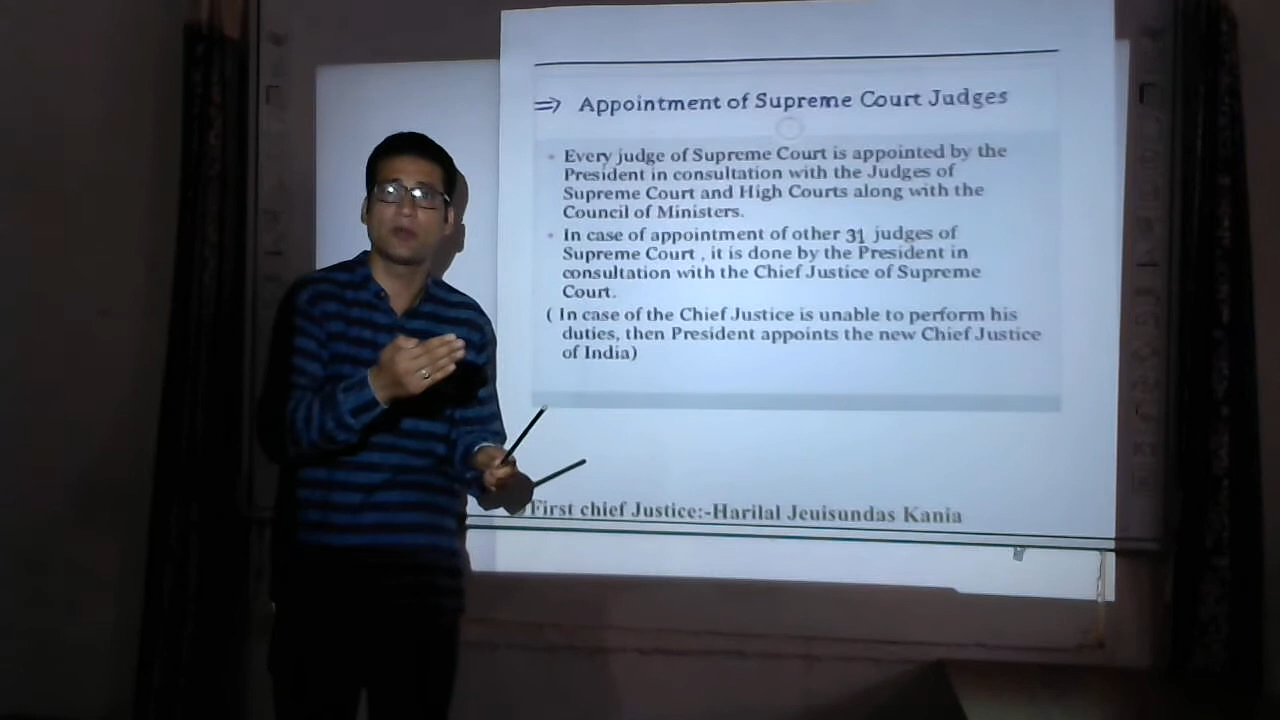 ⇒ Appointment of Supreme Court Judges
• Every judge of Supreme Court is appointed by the
President in consultation with the Judges of
Supreme Court and High Courts along with the
Council of Ministers.
• In case of appointment of other 31 judges of
Supreme Court , it is done by the President in
consultation with the Chief Justice of Supreme
Court.
( In case of the Chief Justice is unable to perform his
duties, then President appoints the new Chief Justice
of India)
First chief Justice:-Harilal Jeuisundas Kania